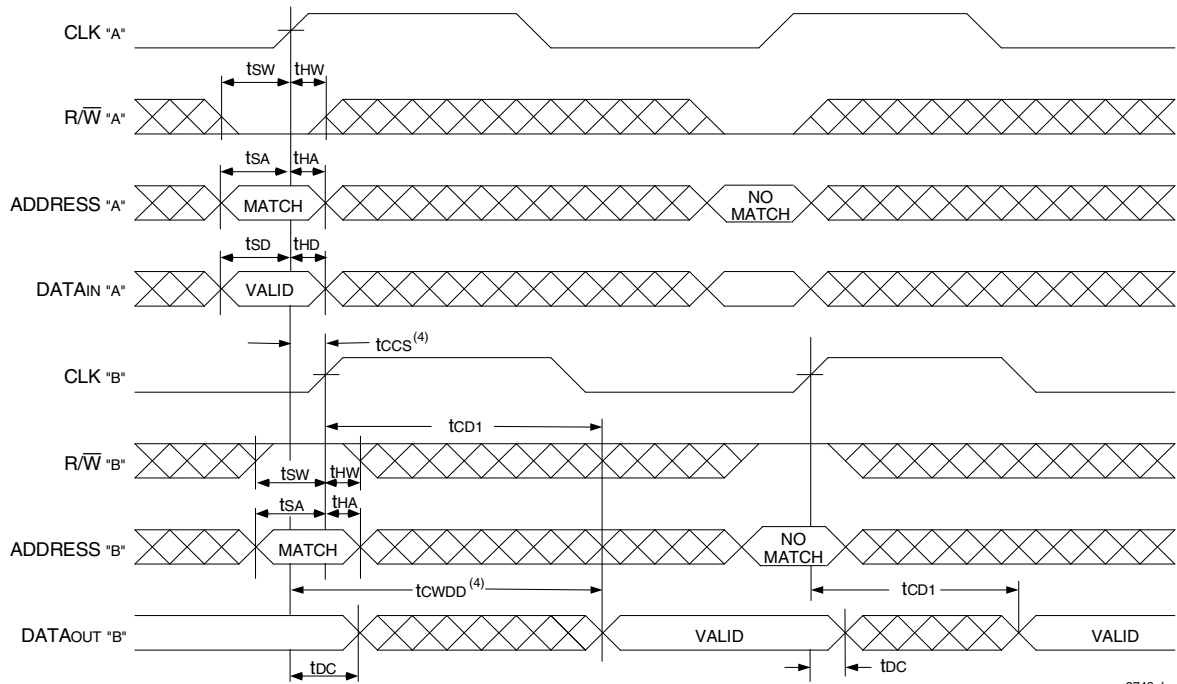 CLK "A"
tSW tHW
R/W̅ "A"
tSA tHA
ADDRESS "A" MATCH NO MATCH
tSD tHD
DATAIN "A" VALID
tCCS(4)
CLK "B"
tCD1
R/W̅ "B"
tSW tHW
tSA tHA
ADDRESS "B" MATCH NO MATCH
tCWDD(4) tCD1
DATAOUT "B" VALID VALID
tDC tDC